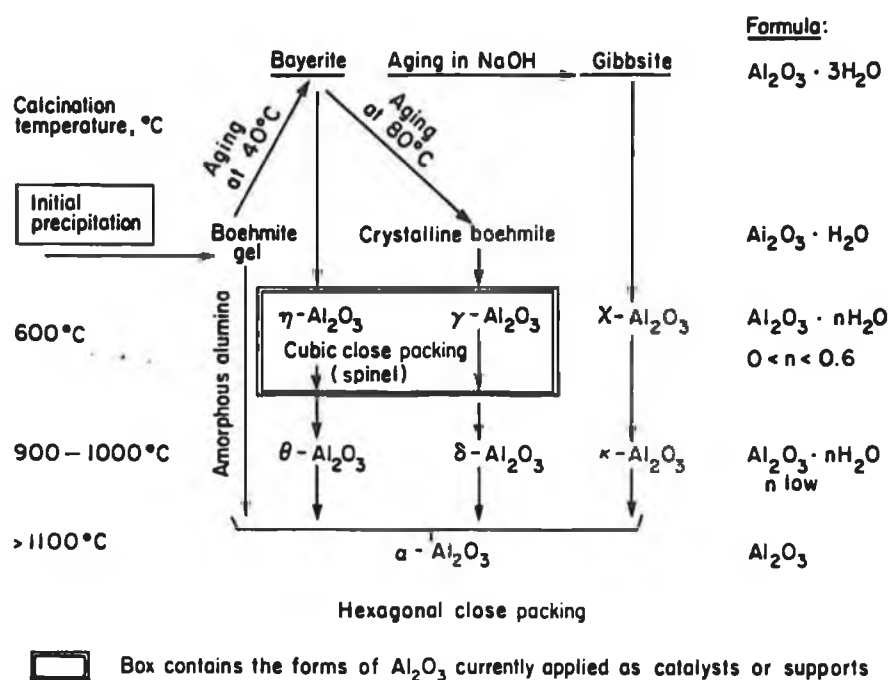 Formula:
Bayerite Aging in NaOH Gibbsite Al2O3 · 3H2O
Calcination
temperature, °C
Aging
at 40°C
Aging
at 80°C
Initial
precipitation
Boehmite
gel
Crystalline boehmite
Ai2O3 · H2O
Amorphous alumina
600°C
η-Al2O3 γ-Al2O3 χ-Al2O3 Al2O3 · nH2O
Cubic close packing
(spinel)
0 < n < 0.6
900-1000°C θ-Al2O3 δ-Al2O3 κ-Al2O3 Al2O3 · nH2O
n low
>1100°C α-Al2O3 Al2O3
Hexagonal close packing
Box contains the forms of Al2O3 currently applied as catalysts or supports